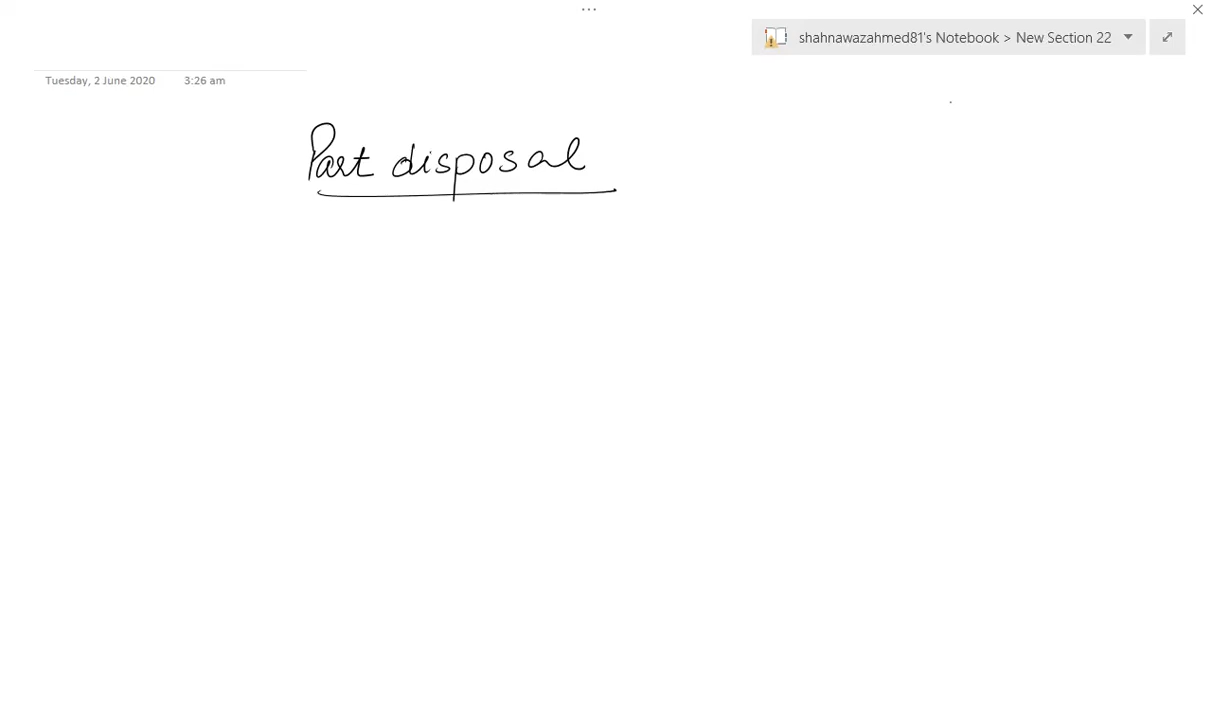 shahnawazahmed81's Notebook > New Section 22
Tuesday, 2 June 2020 3:26 am
Part disposal